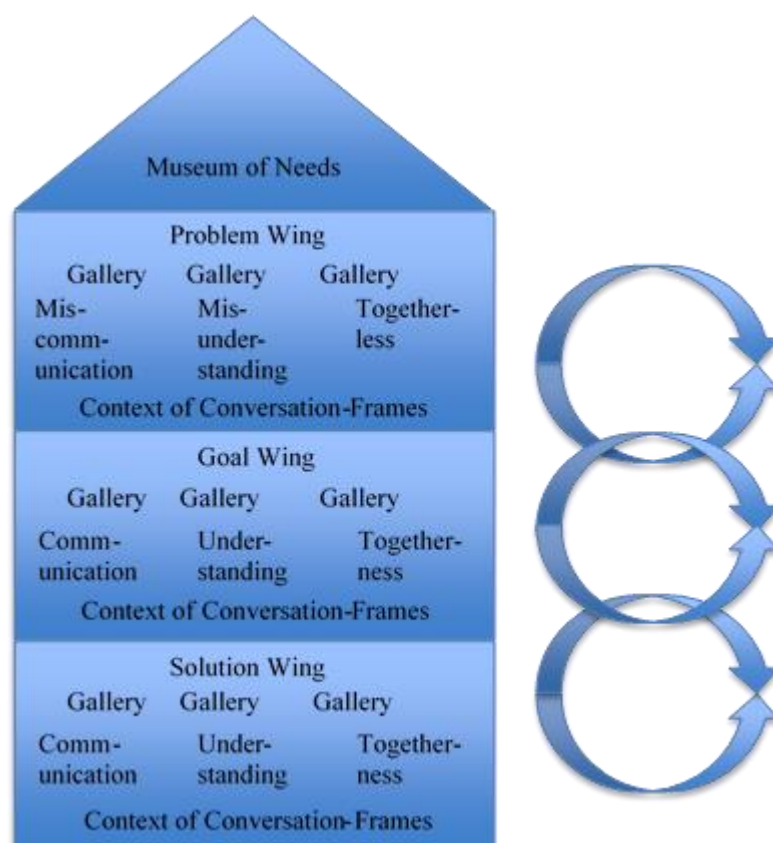 Museum of Needs
Problem Wing
Gallery Gallery Gallery
Mis- Mis- Together-
comm- under- less
unication standing
Context of Conversation-Frames
Goal Wing
Gallery Gallery Gallery
Comm- Under- Together-
unication standing ness
Context of Conversation-Frames
Solution Wing
Gallery Gallery Gallery
Comm- Under- Together-
unication standing ness
Context of Conversation-Frames